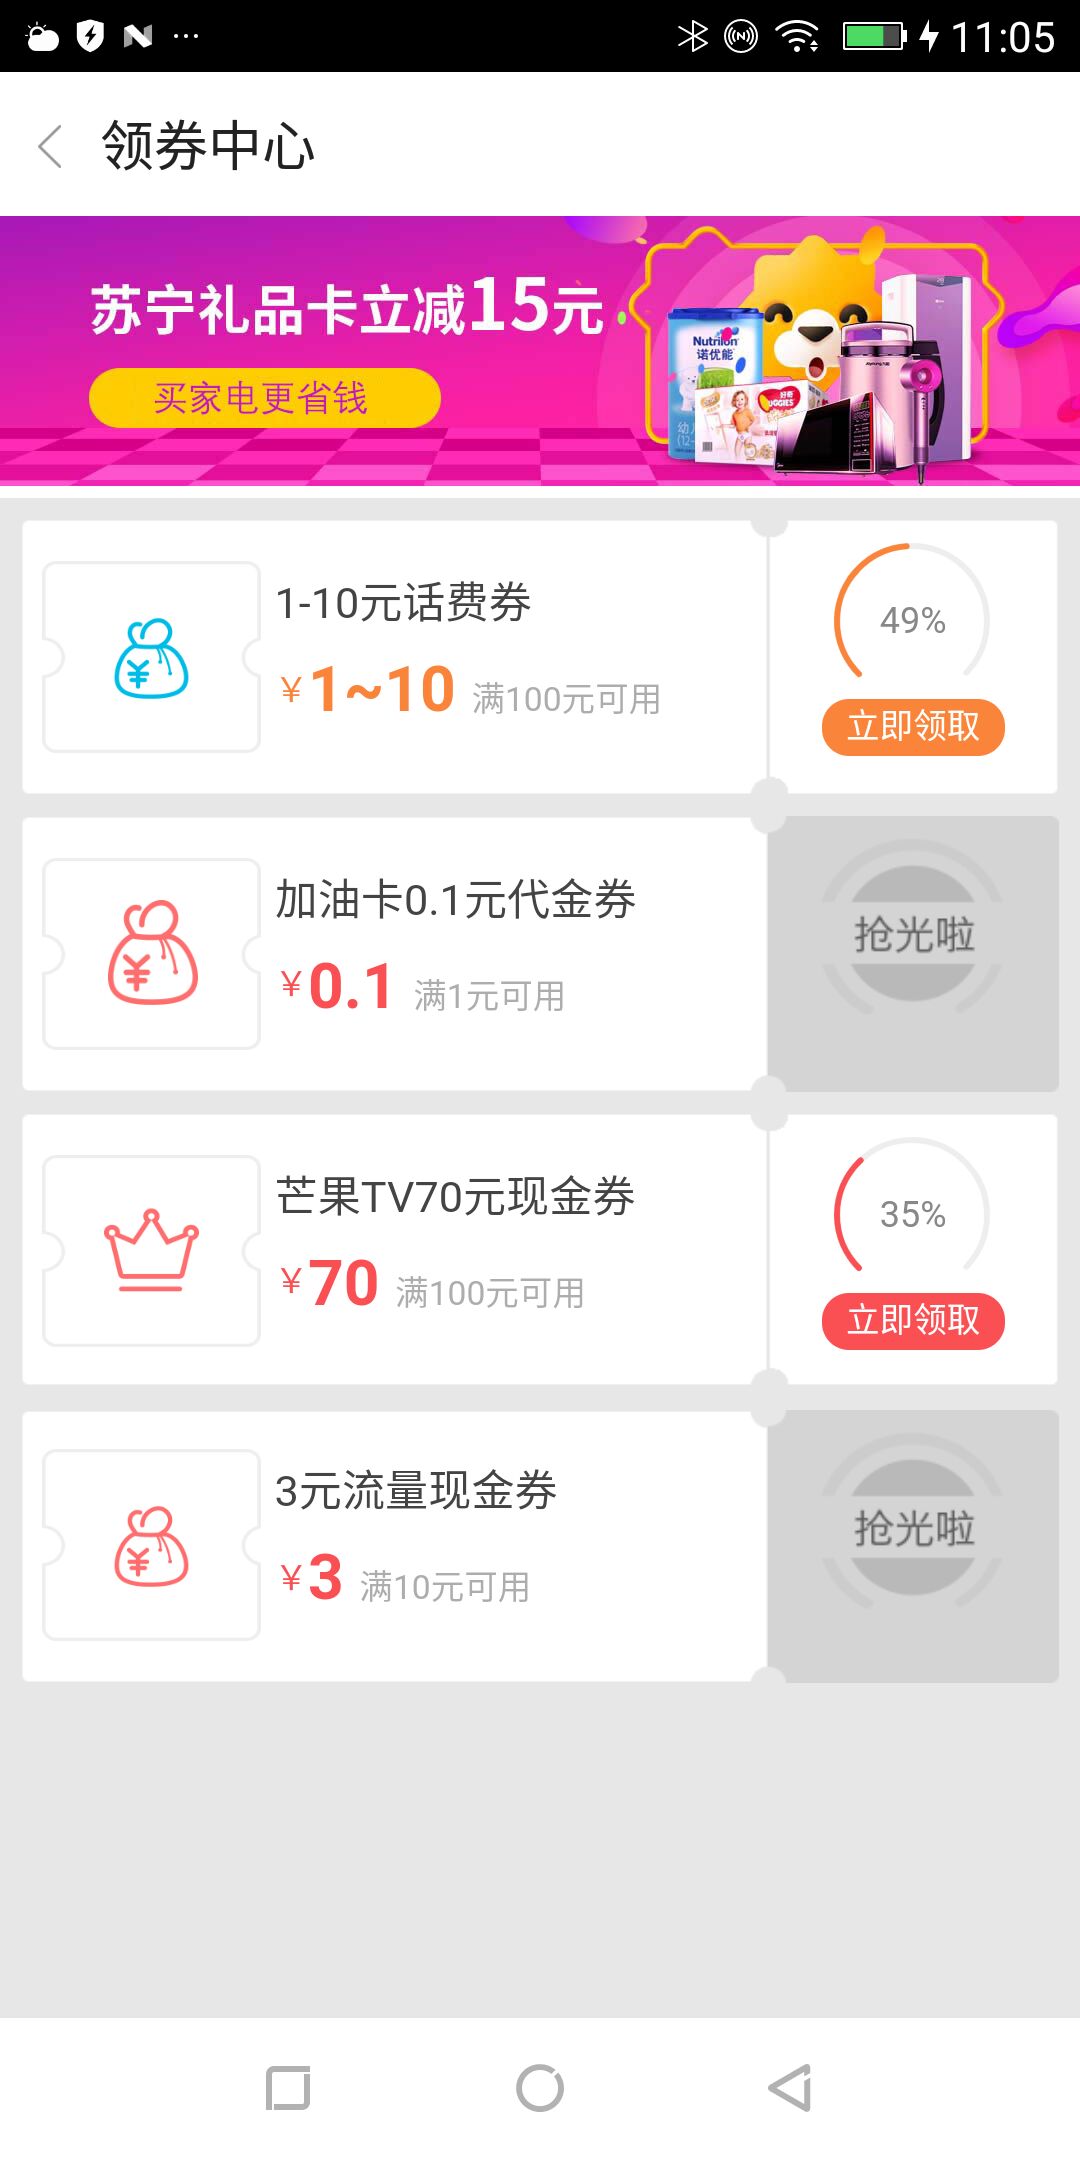 11:05
领券中心
苏宁礼品卡立减15元
买家电更省钱
Nutrilon
诺优能
好奇
HUGGIES
1-10元话费券
¥1~10 满100元可用
49%
立即领取
加油卡0.1元代金券
¥0.1 满1元可用
抢光啦
芒果TV70元现金券
¥70 满100元可用
35%
立即领取
3元流量现金券
¥3 满10元可用
抢光啦